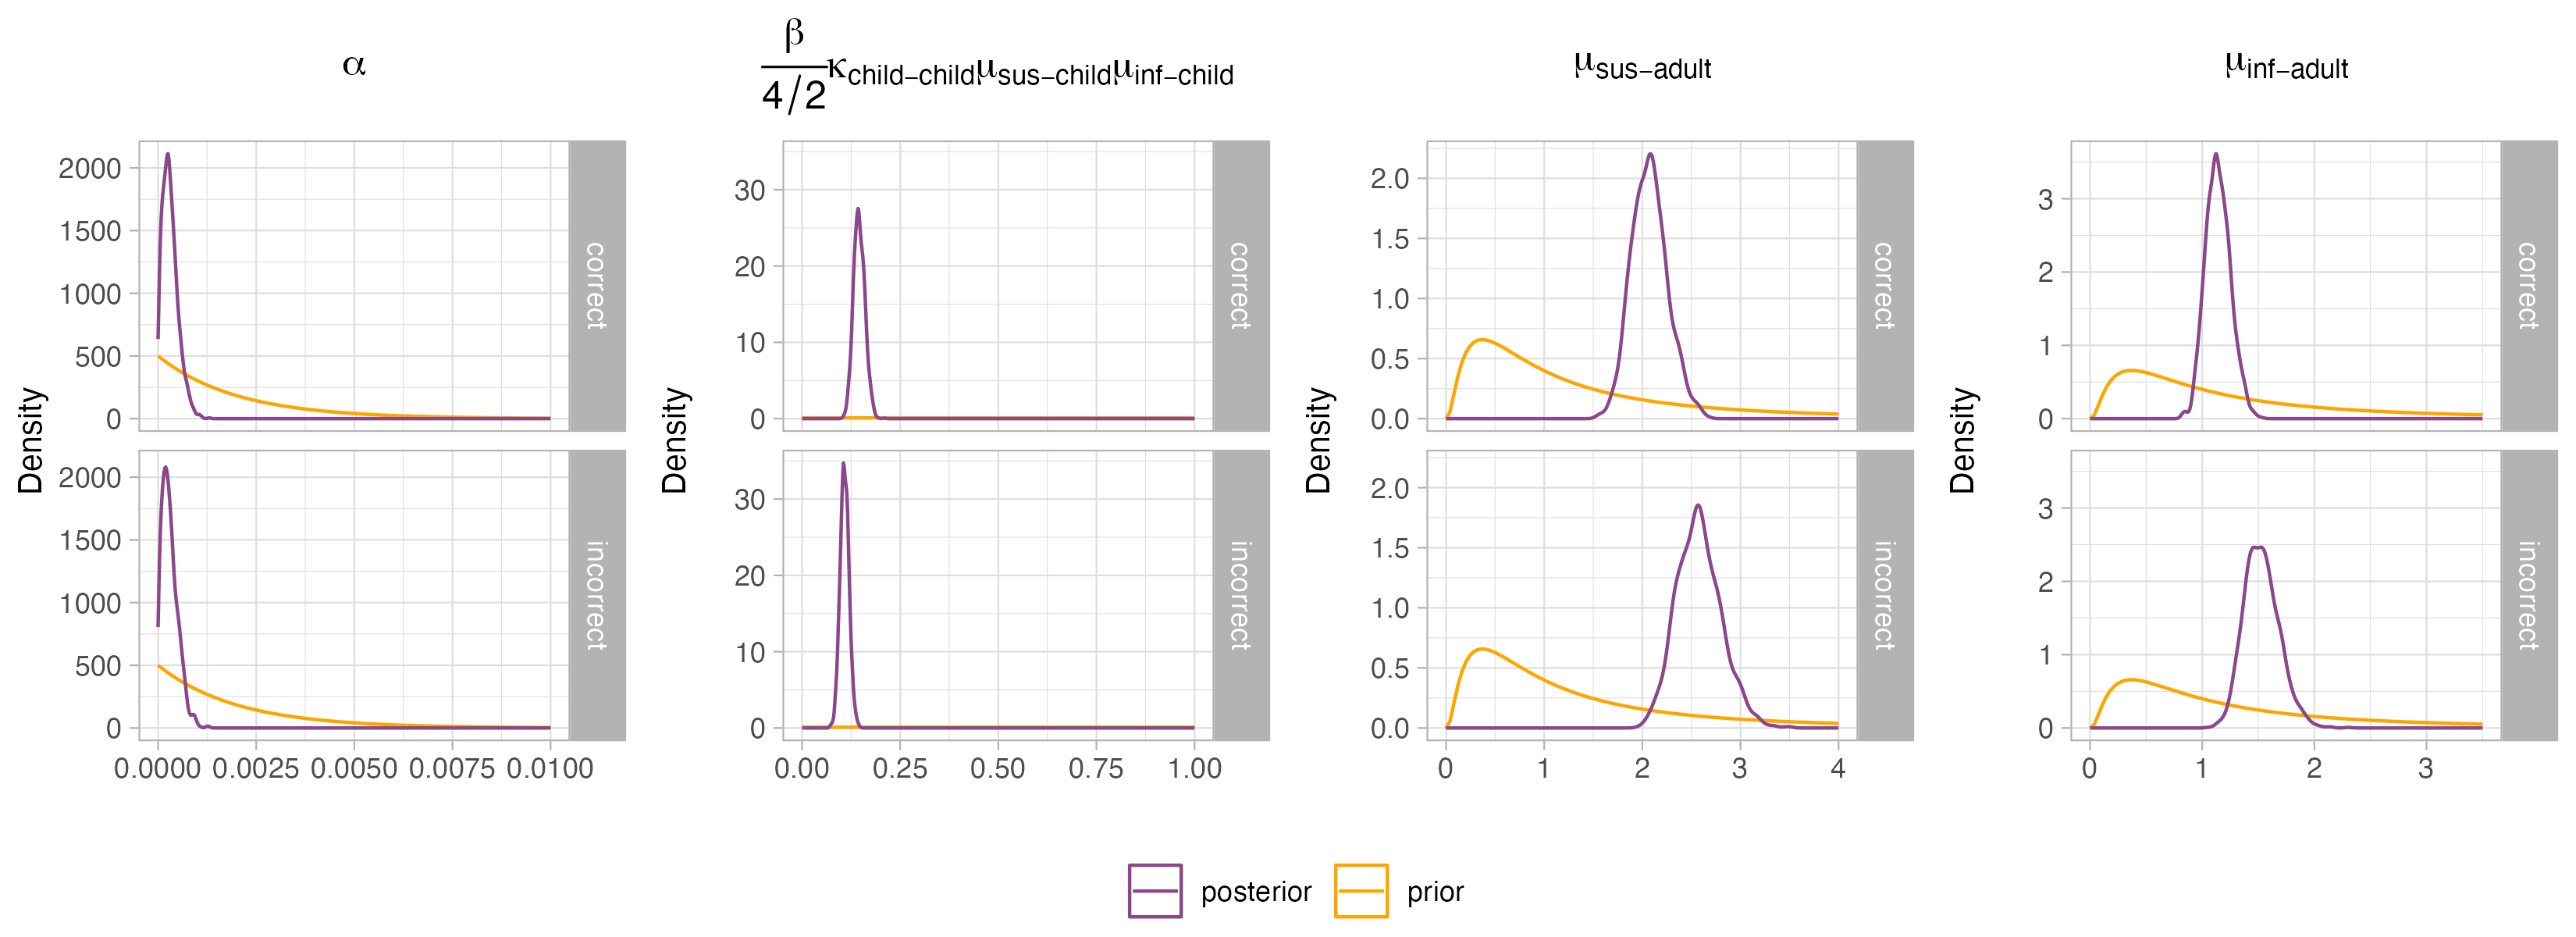 α
β
4/2
κchild−child μsus−child μinf−child
μsus−adult
μinf−adult
Density
2000
1500
1000
500
0
correct
2000
1500
1000
500
0
incorrect
0.0000 0.0025 0.0050 0.0075 0.0100
Density
30
20
10
0
correct
30
20
10
0
incorrect
0.00 0.25 0.50 0.75 1.00
Density
2.0
1.5
1.0
0.5
0.0
correct
2.0
1.5
1.0
0.5
0.0
incorrect
0 1 2 3 4
Density
3
2
1
0
correct
3
2
1
0
incorrect
0 1 2 3
posterior prior